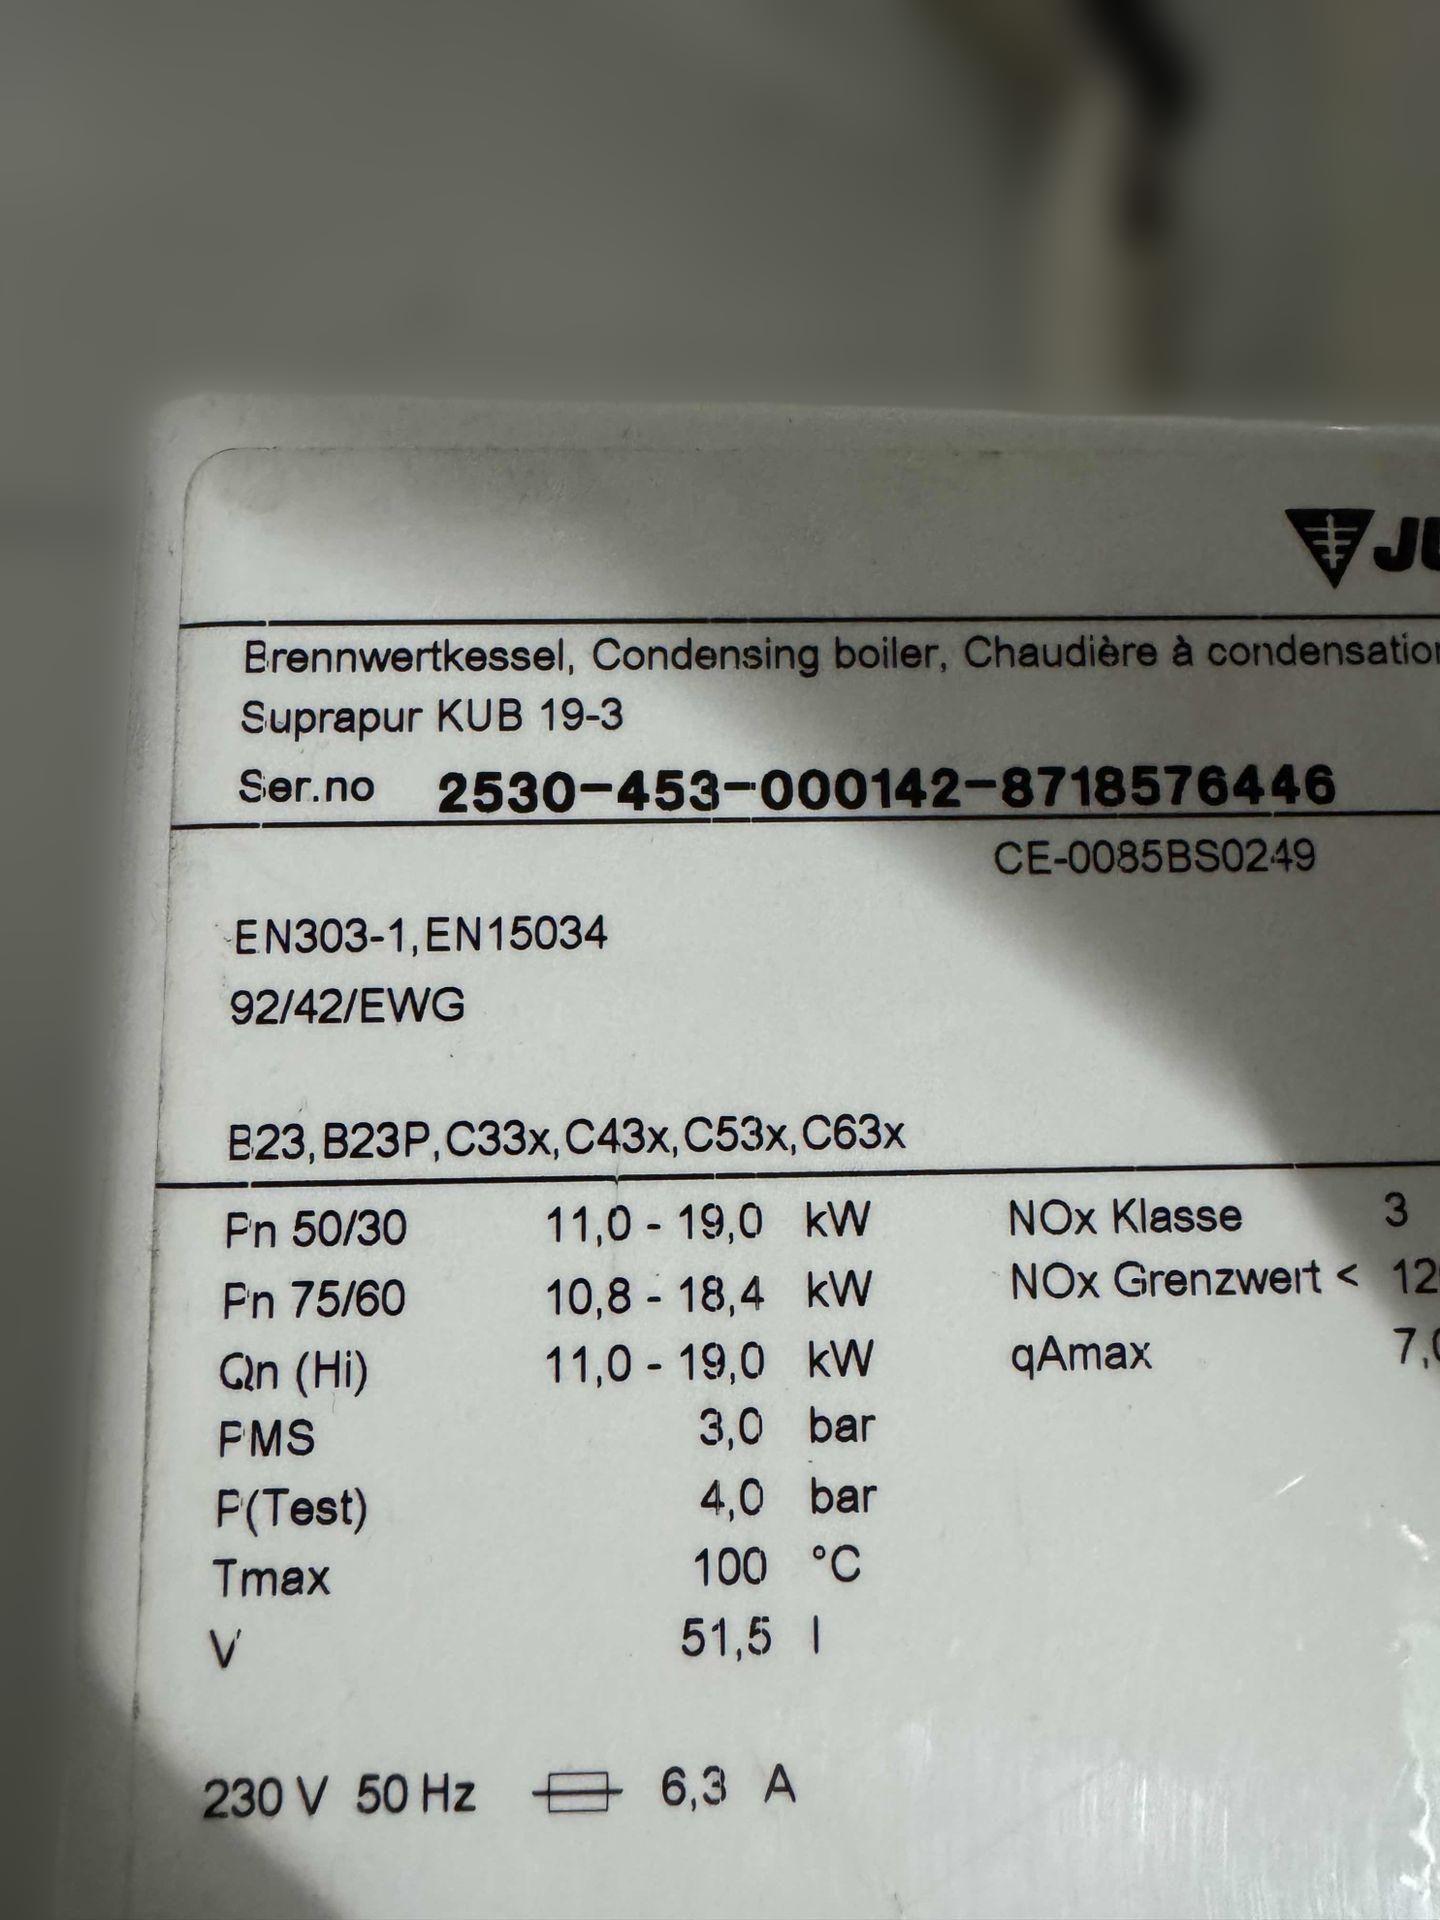 JU
Brennwertkessel, Condensing boiler, Chaudière à condensation
Suprapur KUB 19-3
Ser.no 2530-453-000142-8718576446
CE-0085BS0249
EN303-1,EN15034
92/42/EWG
B23,B23P,C33x,C43x,C53x,C63x
Pn 50/30 11,0 - 19,0 kW NOx Klasse 3
Pn 75/60 10,8 - 18,4 kW NOx Grenzwert < 12
Qn (Hi) 11,0 - 19,0 kW qAmax 7,0
PMS 3,0 bar
P(Test) 4,0 bar
Tmax 100 °C
V 51,5 l
230 V 50 Hz 6,3 A